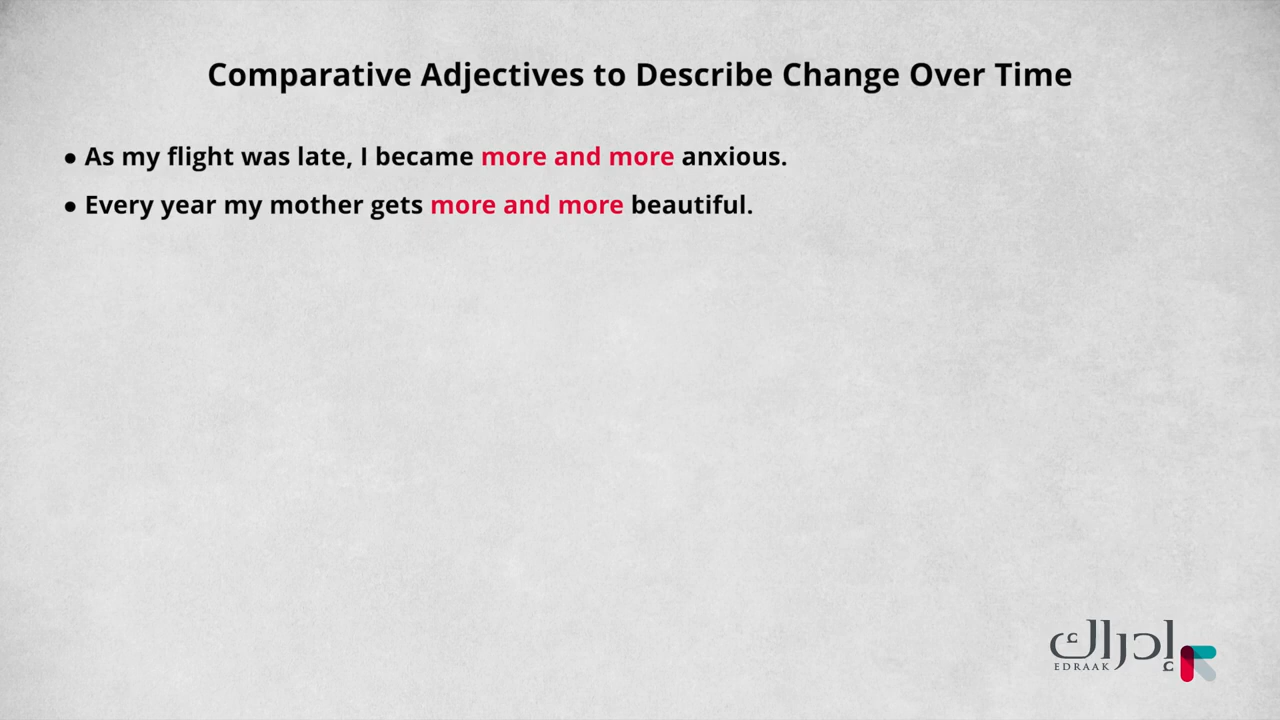 Comparative Adjectives to Describe Change Over Time
• As my flight was late, I became more and more anxious.
• Every year my mother gets more and more beautiful.
إدراك
EDRAAK